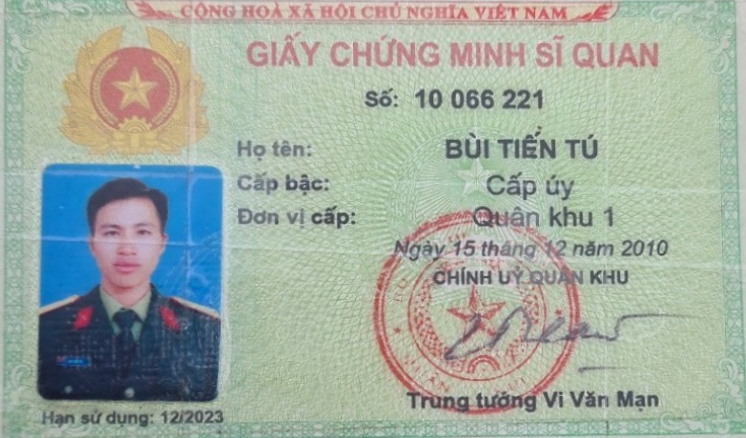 CỘNG HOÀ XÃ HỘI CHỦ NGHĨA VIỆT NAM
GIẤY CHỨNG MINH SĨ QUAN
Số: 10 066 221
Họ tên: BÙI TIẾN TÚ
Cấp bậc: Cấp úy
Đơn vị cấp: Quân khu 1
Ngày 15 tháng 12 năm 2010
CHÍNH UỶ QUÂN KHU
Trung tướng Vi Văn Mạn
Hạn sử dụng: 12/2023